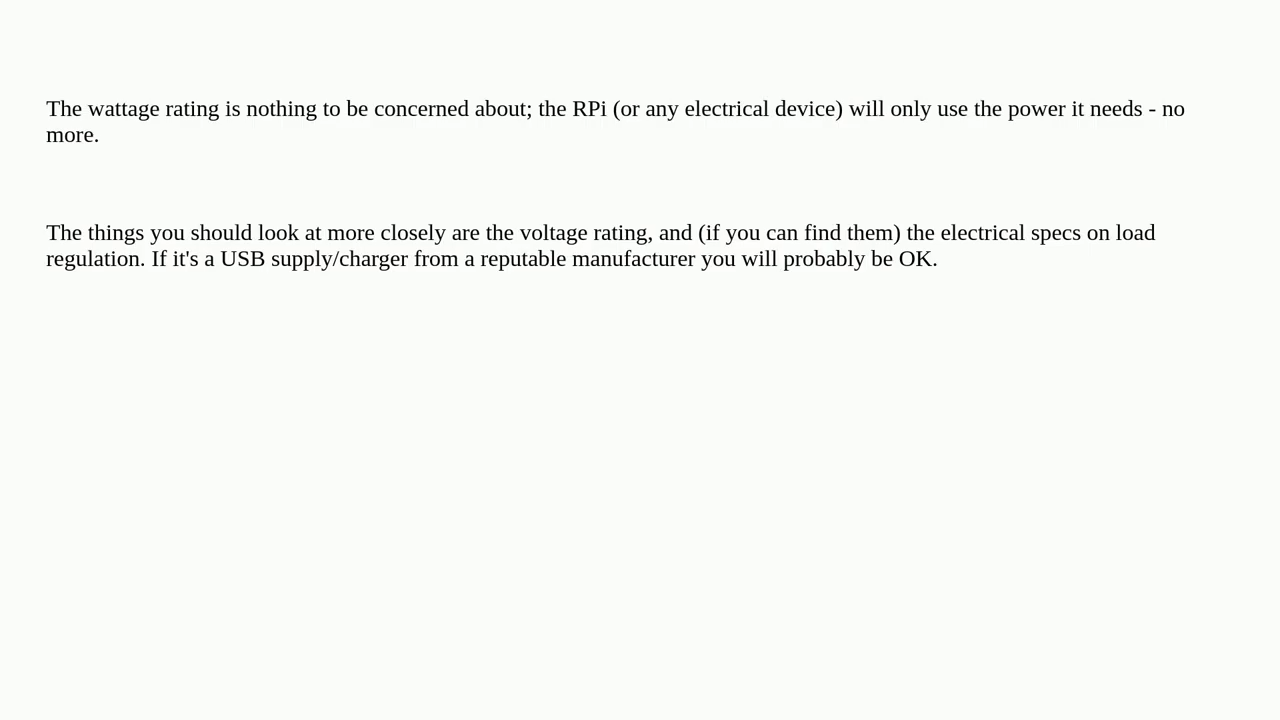 The wattage rating is nothing to be concerned about; the RPi (or any electrical device) will only use the power it needs - no
more.
The things you should look at more closely are the voltage rating, and (if you can find them) the electrical specs on load
regulation. If it's a USB supply/charger from a reputable manufacturer you will probably be OK.